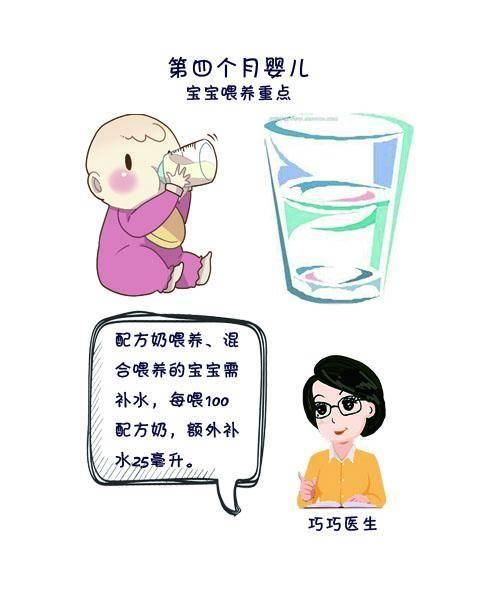 第四个月婴儿
宝宝喂养重点
配方奶喂养、混
合喂养的宝宝需
补水，每喂100
配方奶，额外补
水25毫升。
巧巧医生